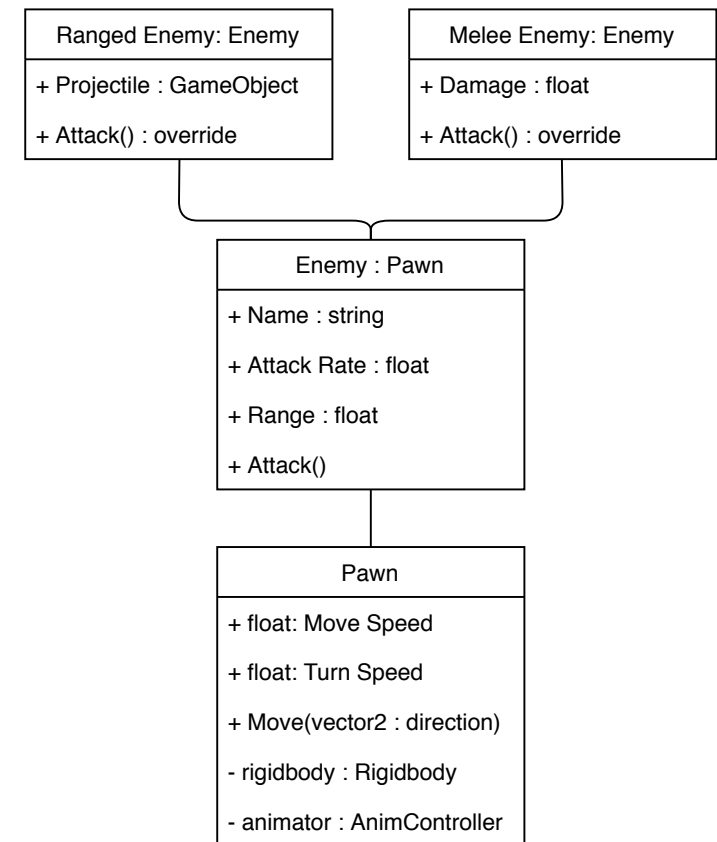 Ranged Enemy: Enemy
+ Projectile : GameObject
+ Attack() : override
Melee Enemy: Enemy
+ Damage : float
+ Attack() : override
Enemy : Pawn
+ Name : string
+ Attack Rate : float
+ Range : float
+ Attack()
Pawn
+ float: Move Speed
+ float: Turn Speed
+ Move(vector2 : direction)
- rigidbody : Rigidbody
- animator : AnimController